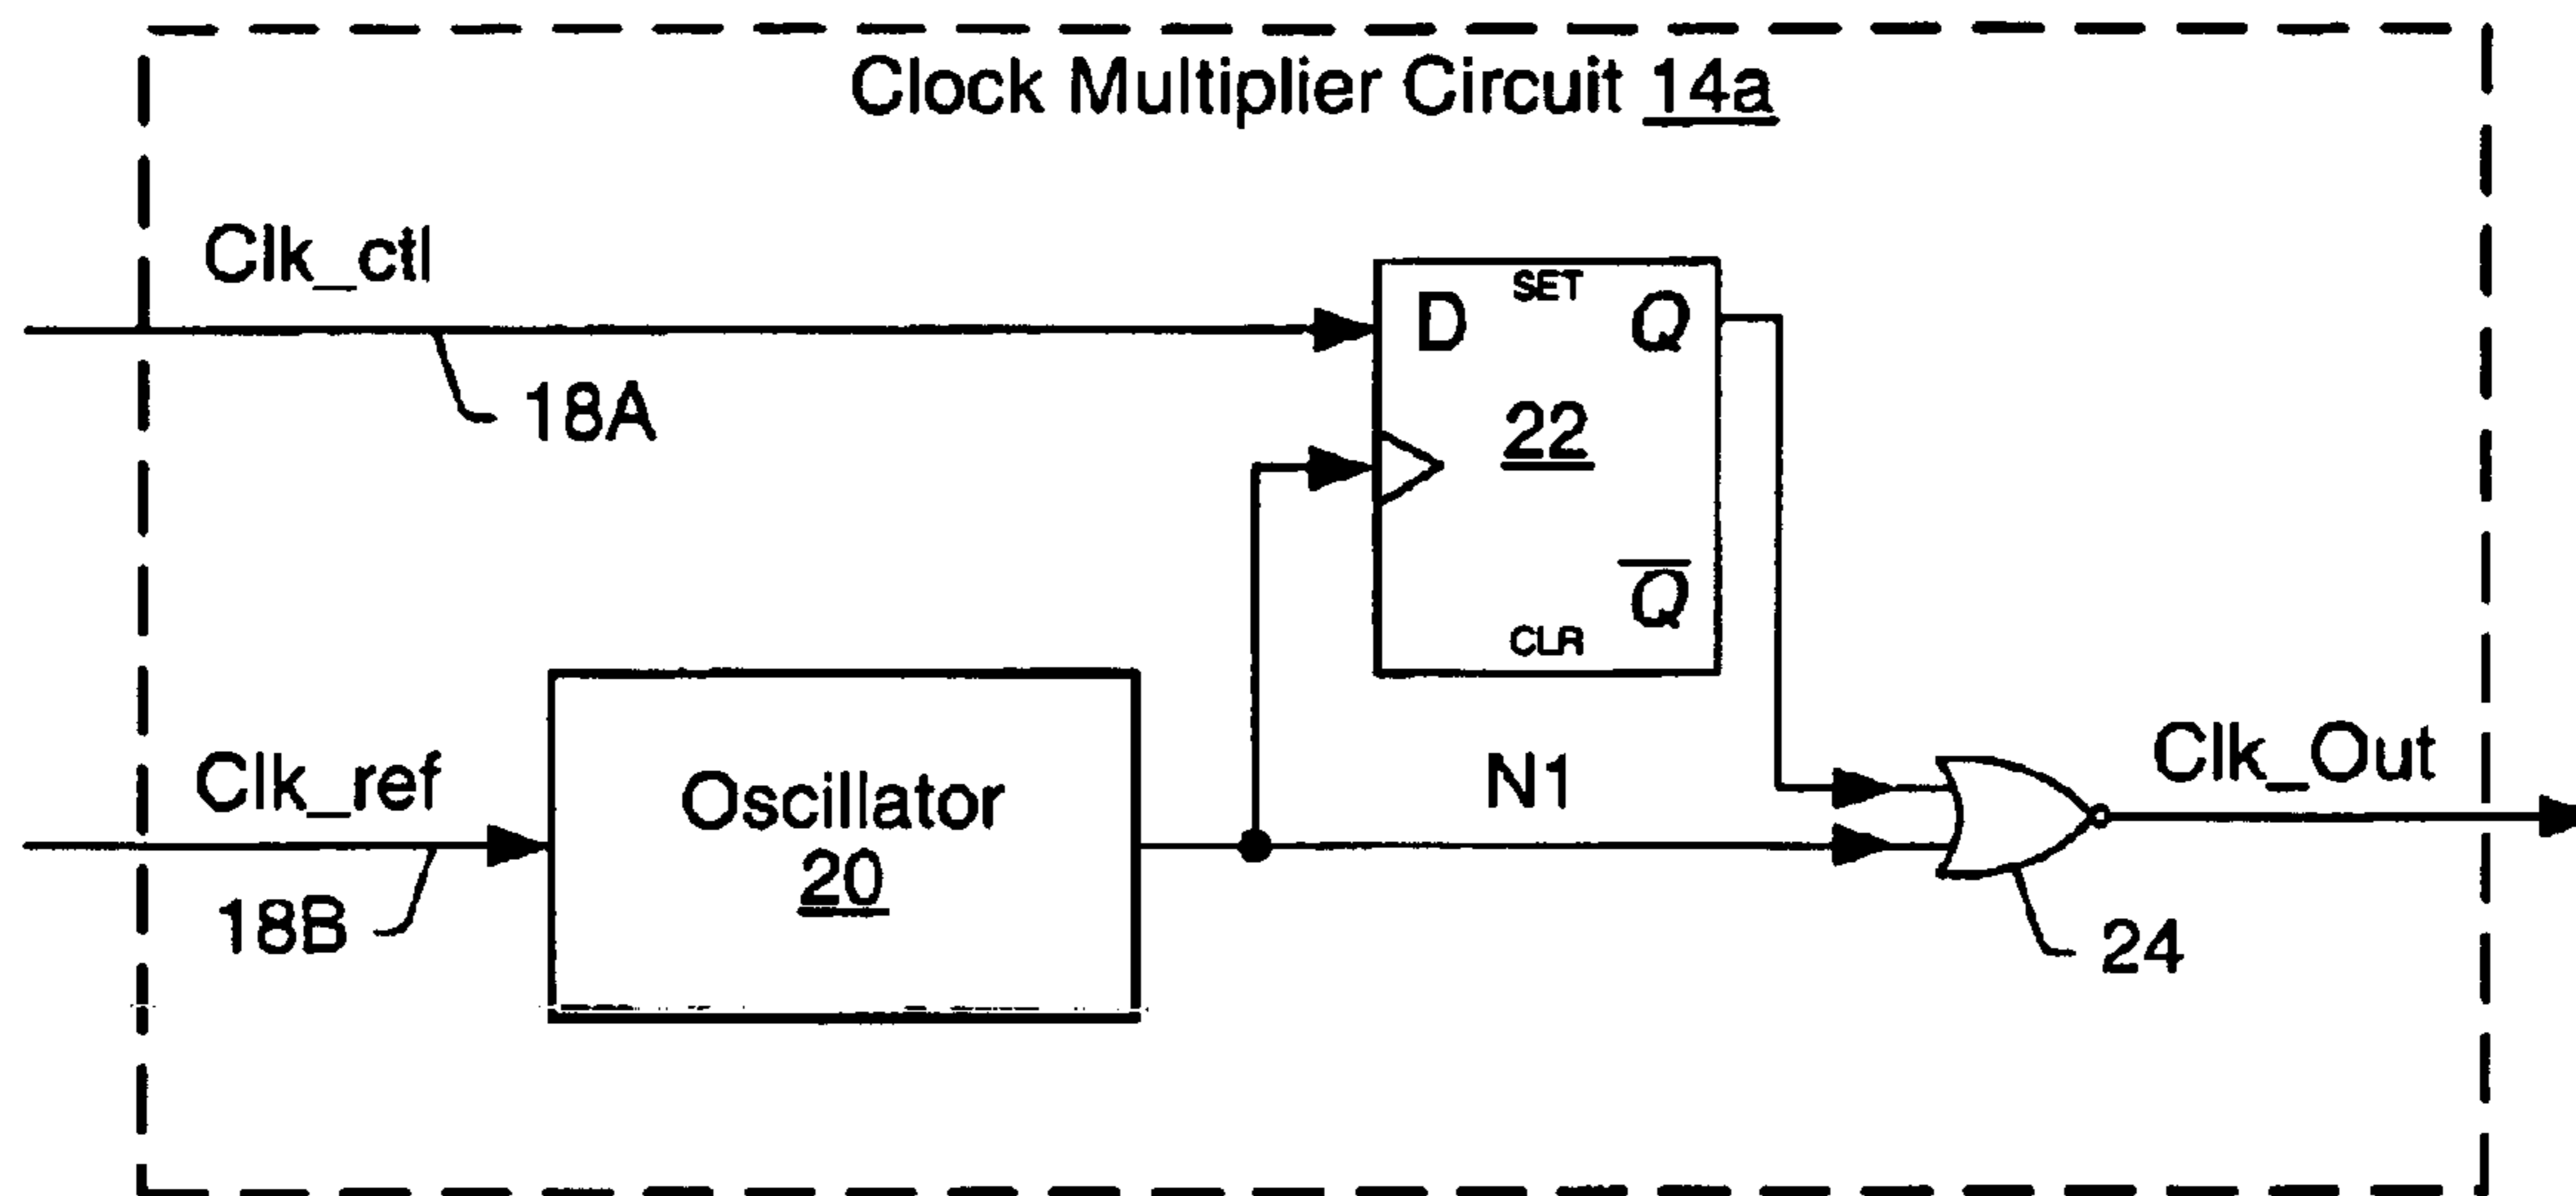 Clock Multiplier Circuit 14a
Clk_ctl
18A
D
SET
Q
22
Q̅
CLR
Clk_ref
18B
Oscillator
20
N1
Clk_Out
24